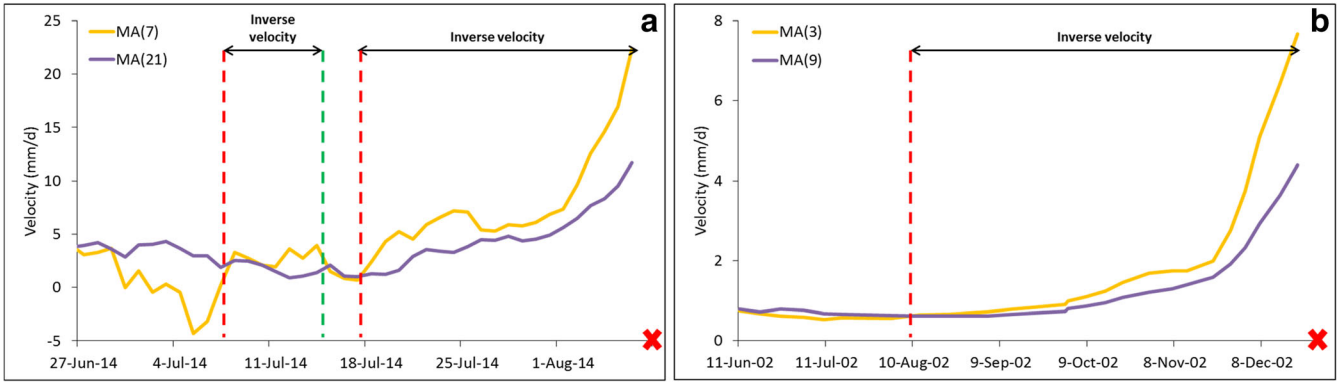 a
Inverse
velocity
Inverse velocity
MA(7)
MA(21)
Velocity (mm/d)
25
20
15
10
5
0
-5
27-Jun-14 4-Jul-14 11-Jul-14 18-Jul-14 25-Jul-14 1-Aug-14
b
Inverse velocity
MA(3)
MA(9)
Velocity (mm/d)
8
6
4
2
0
11-Jun-02 11-Jul-02 10-Aug-02 9-Sep-02 9-Oct-02 8-Nov-02 8-Dec-02